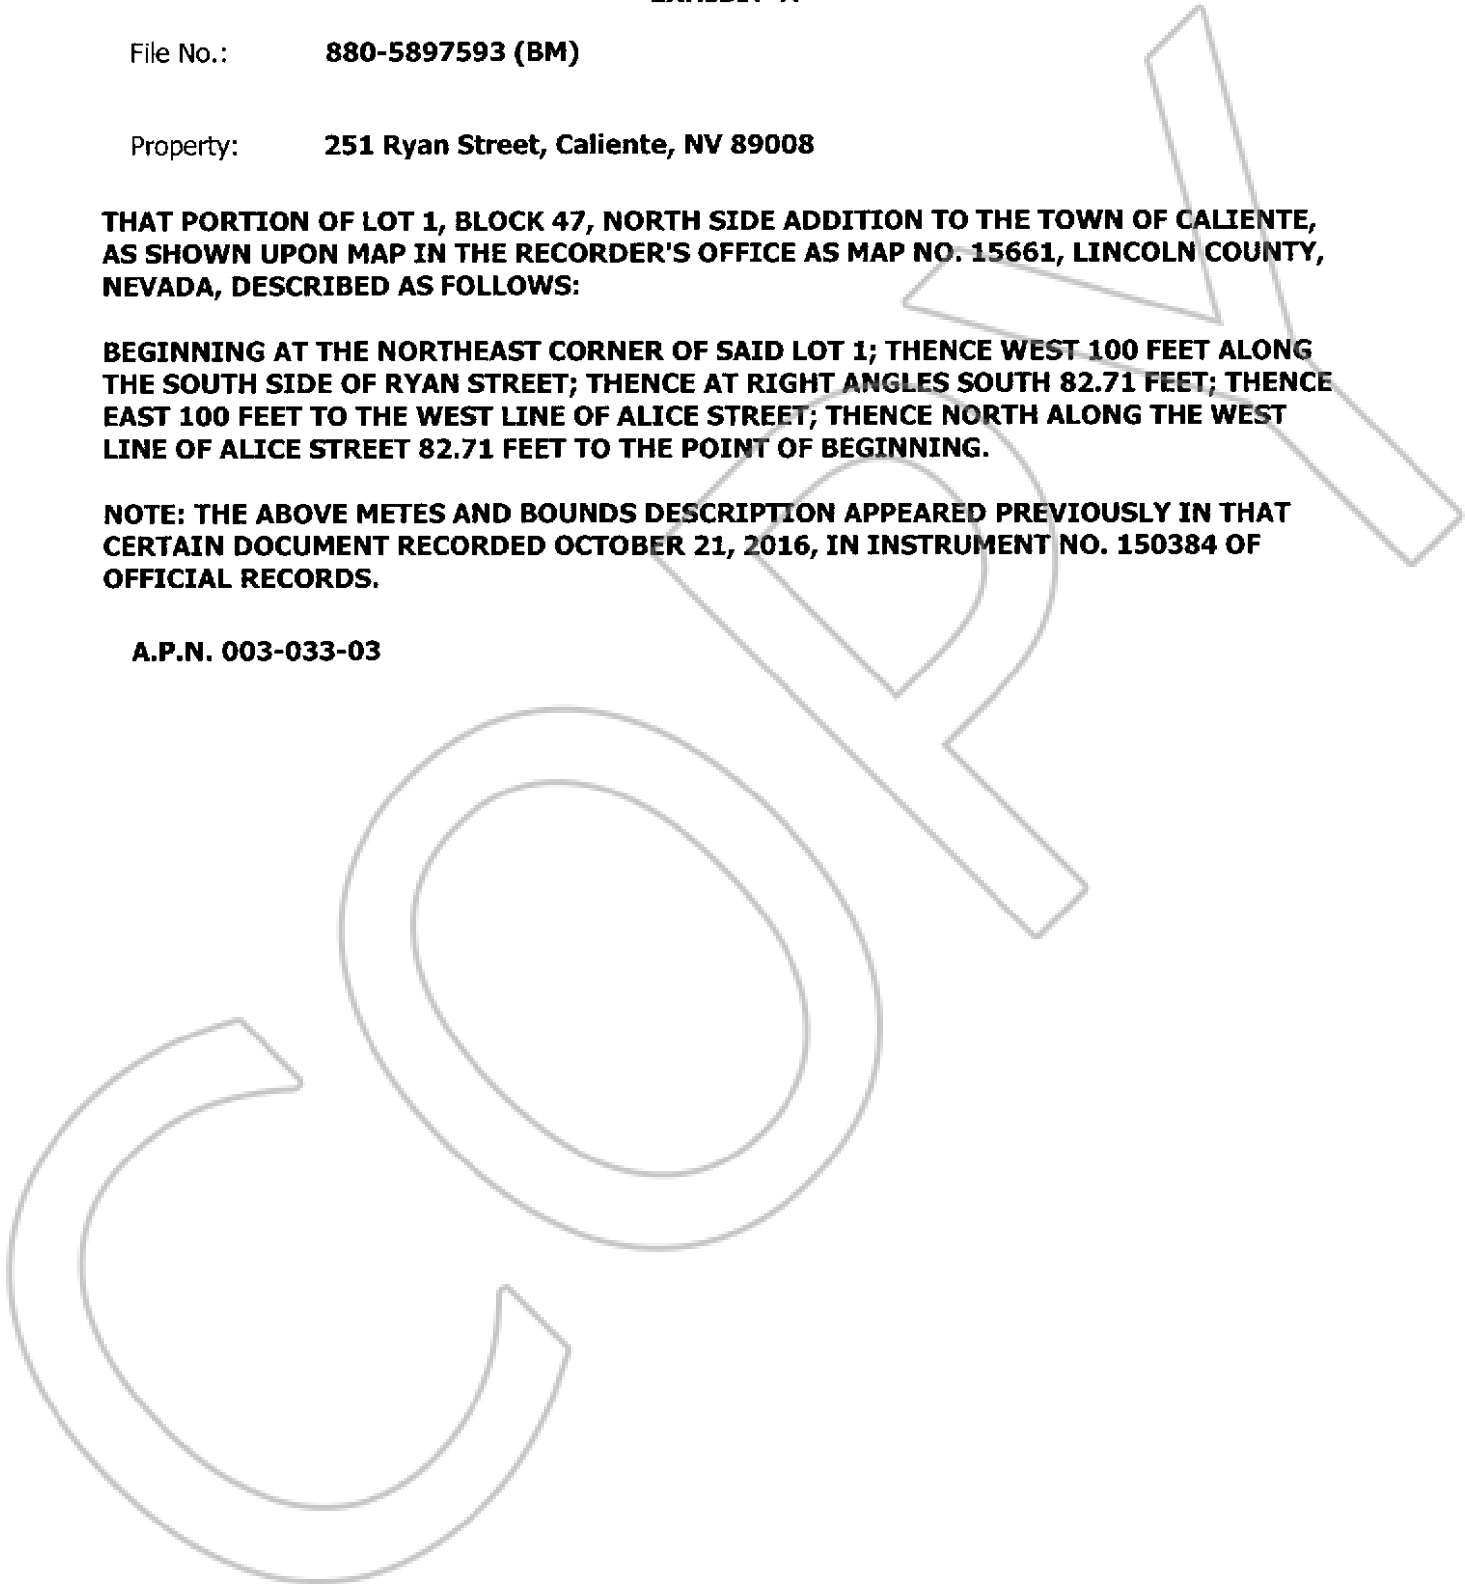 File No.: 880-5897593 (BM)
Property: 251 Ryan Street, Caliente, NV 89008
THAT PORTION OF LOT 1, BLOCK 47, NORTH SIDE ADDITION TO THE TOWN OF CALIENTE,
AS SHOWN UPON MAP IN THE RECORDER'S OFFICE AS MAP NO. 15661, LINCOLN COUNTY,
NEVADA, DESCRIBED AS FOLLOWS:
BEGINNING AT THE NORTHEAST CORNER OF SAID LOT 1; THENCE WEST 100 FEET ALONG
THE SOUTH SIDE OF RYAN STREET; THENCE AT RIGHT ANGLES SOUTH 82.71 FEET; THENCE
EAST 100 FEET TO THE WEST LINE OF ALICE STREET; THENCE NORTH ALONG THE WEST
LINE OF ALICE STREET 82.71 FEET TO THE POINT OF BEGINNING.
NOTE: THE ABOVE METES AND BOUNDS DESCRIPTION APPEARED PREVIOUSLY IN THAT
CERTAIN DOCUMENT RECORDED OCTOBER 21, 2016, IN INSTRUMENT NO. 150384 OF
OFFICIAL RECORDS.
A.P.N. 003-033-03
COPY